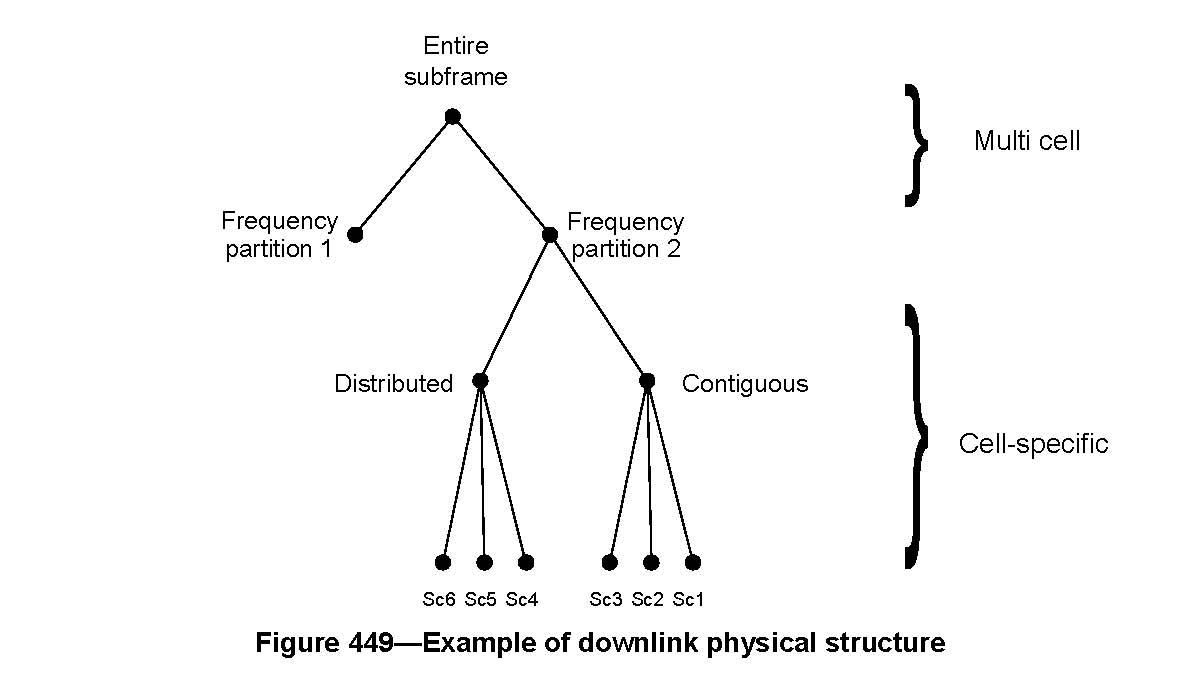 Entire
subframe
Multi cell
Frequency
partition 1
Frequency
partition 2
Distributed
Contiguous
Cell-specific
Sc6 Sc5 Sc4 Sc3 Sc2 Sc1
Figure 449—Example of downlink physical structure